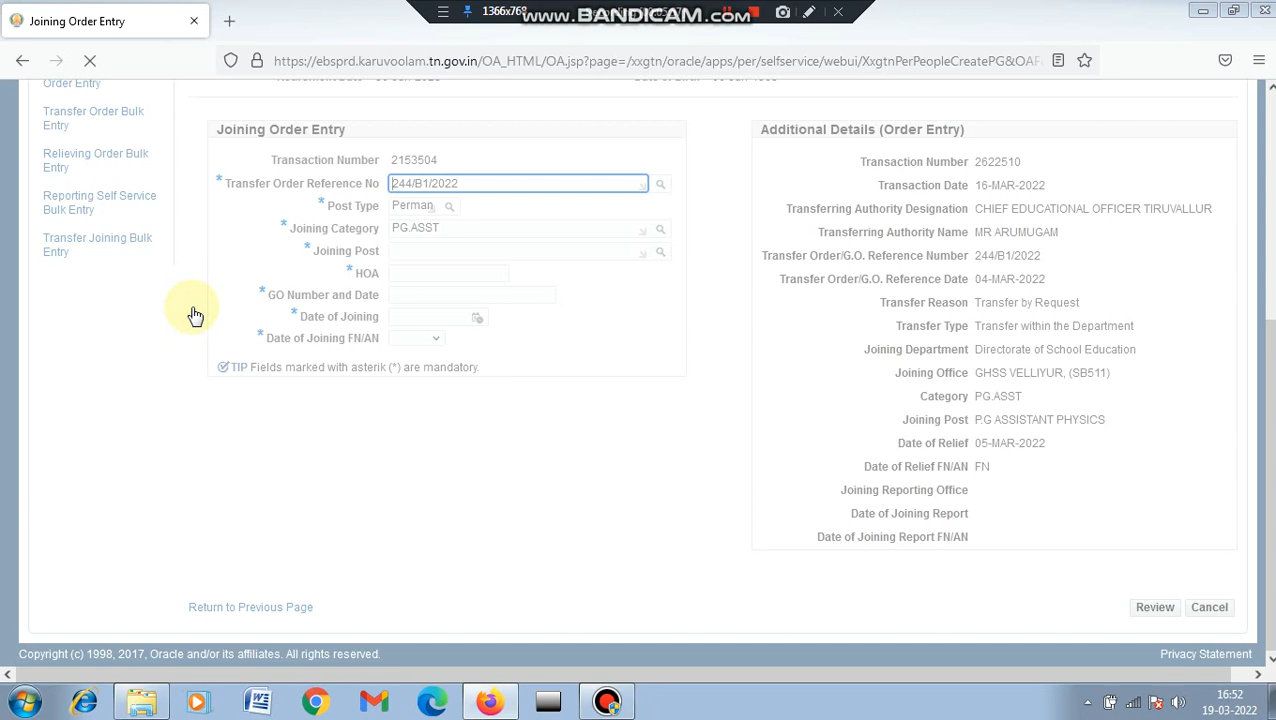 Joining Order Entry
1366x768
www.BANDICAM.com
https://ebsprd.karuvoolam.tn.gov.in/OA_HTML/OA.jsp?page=/xxgtn/oracle/apps/per/selfservice/webui/XxgtnPerPeopleCreatePG&OAF
Order Entry
Transfer Order Bulk
Entry
Relieving Order Bulk
Entry
Reporting Self Service
Bulk Entry
Transfer Joining Bulk
Entry
Joining Order Entry
Transaction Number 2153504
* Transfer Order Reference No 244/B1/2022
* Post Type Perman
* Joining Category PG.ASST
* Joining Post
* HOA
* GO Number and Date
* Date of Joining
* Date of Joining FN/AN
TIP Fields marked with asterik (*) are mandatory.
Additional Details (Order Entry)
Transaction Number 2622510
Transaction Date 16-MAR-2022
Transferring Authority Designation CHIEF EDUCATIONAL OFFICER TIRUVALLUR
Transferring Authority Name MR ARUMUGAM
Transfer Order/G.O. Reference Number 244/B1/2022
Transfer Order/G.O. Reference Date 04-MAR-2022
Transfer Reason Transfer by Request
Transfer Type Transfer within the Department
Joining Department Directorate of School Education
Joining Office GHSS VELLIYUR, (SB511)
Category PG.ASST
Joining Post P.G ASSISTANT PHYSICS
Date of Relief 05-MAR-2022
Date of Relief FN/AN FN
Joining Reporting Office
Date of Joining Report
Date of Joining Report FN/AN
Return to Previous Page
Review Cancel
Copyright (c) 1998, 2017, Oracle and/or its affiliates. All rights reserved.
Privacy Statement
16:52
19-03-2022